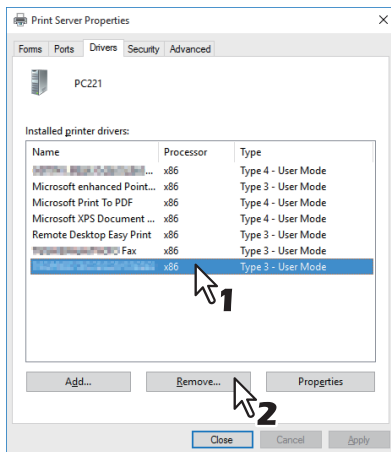 Print Server Properties
Forms Ports Drivers Security Advanced
PC221
Installed printer drivers:
Name Processor Type
... x86 Type 4 - User Mode
Microsoft enhanced Point... x86 Type 3 - User Mode
Microsoft Print To PDF x86 Type 4 - User Mode
Microsoft XPS Document ... x86 Type 4 - User Mode
Remote Desktop Easy Print x86 Type 3 - User Mode
Fax x86 Type 3 - User Mode
x86 Type 3 - User Mode
1
Add... Remove... Properties
2
Close Cancel Apply